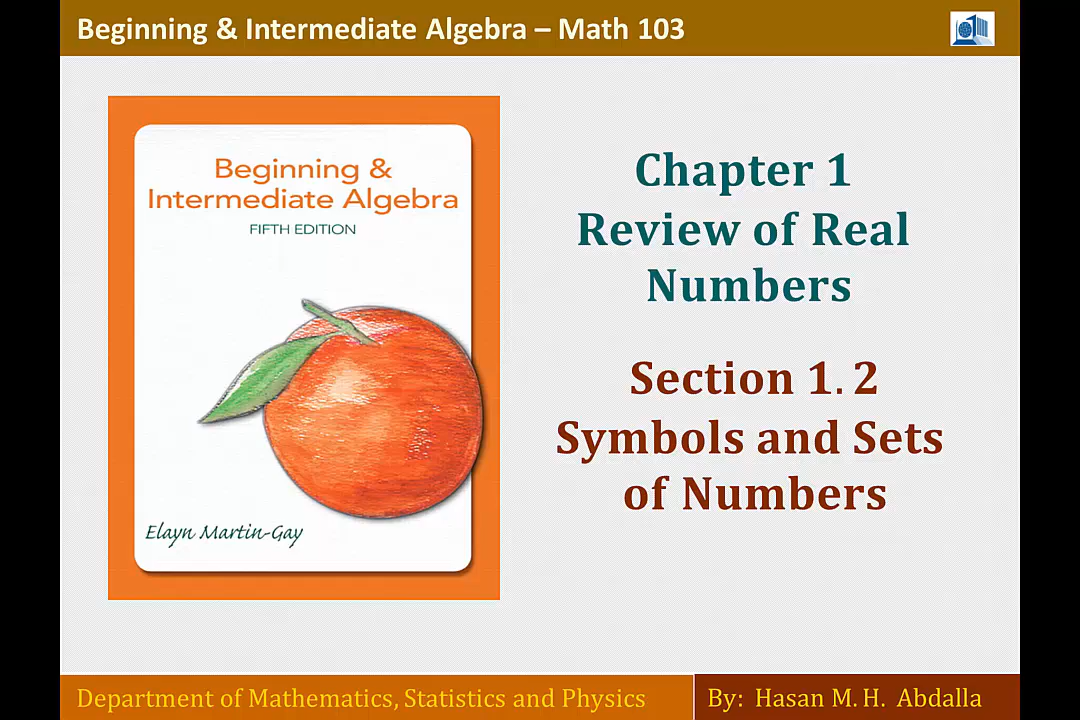 Beginning & Intermediate Algebra – Math 103
Beginning &
Intermediate Algebra
FIFTH EDITION
Elayn Martin-Gay
Chapter 1
Review of Real
Numbers
Section 1.2
Symbols and Sets
of Numbers
Department of Mathematics, Statistics and Physics
By: Hasan M. H. Abdalla